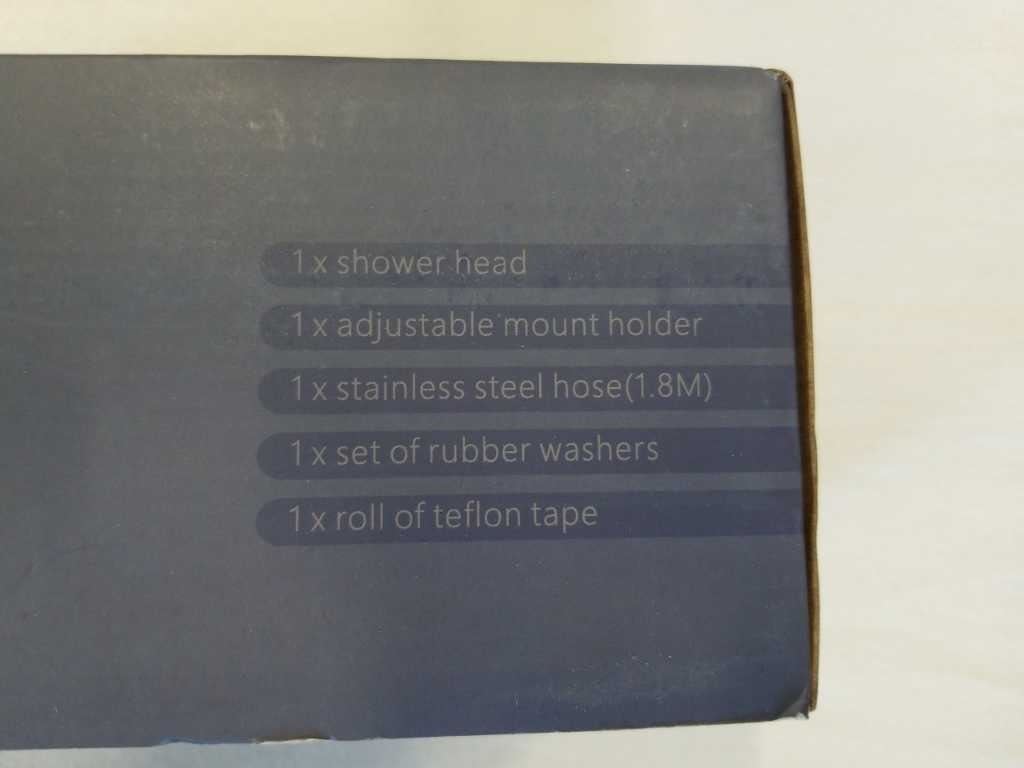 1 x shower head
1 x adjustable mount holder
1 x stainless steel hose(1.8M)
1 x set of rubber washers
1 x roll of teflon tape